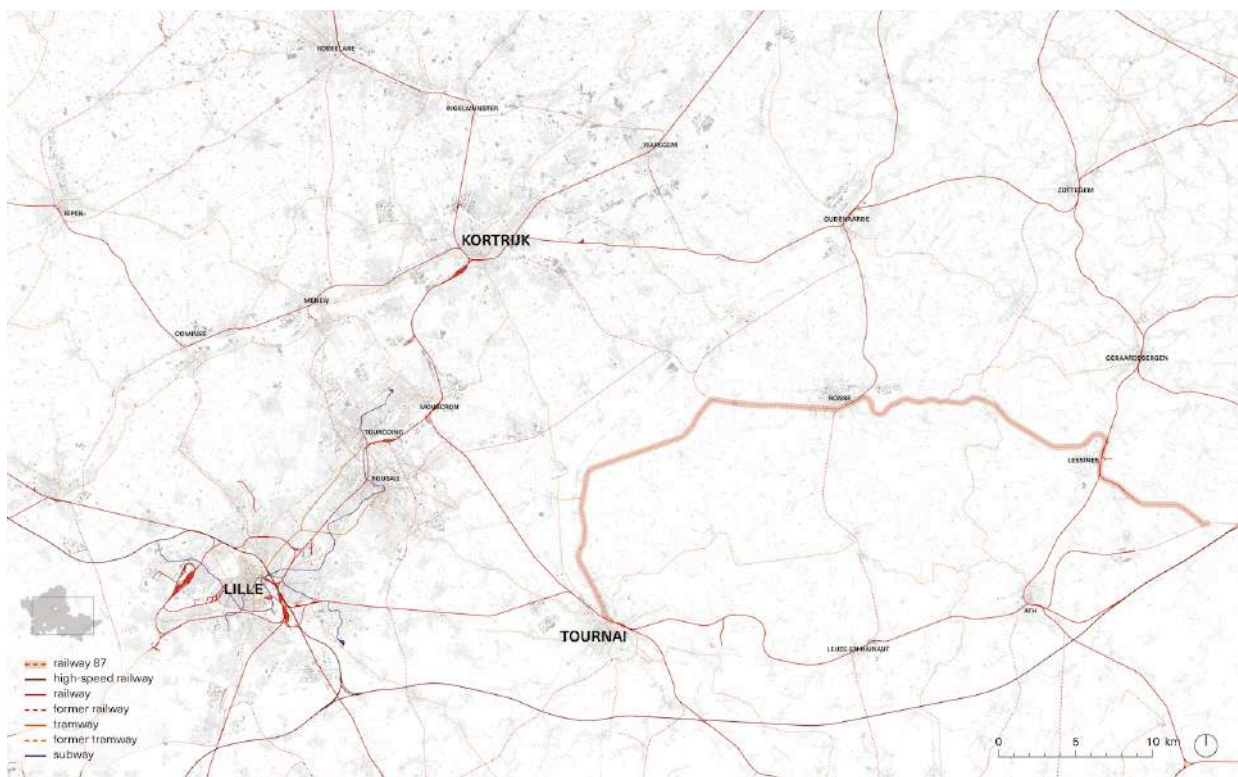 ROESELARE
INGELMUNSTER
WAREGEM
ZOTTEGEM
IEPER
OUDENAARDE
KORTRIJK
MENEN
COMINES
GERAARDSBERGEN
RONSE
MOUSCRON
TOURCOING
LESSINES
ROUBAIX
LILLE
ATH
TOURNAI
LEUZE-EN-HAINAUT
railway 87
high-speed railway
railway
former railway
tramway
former tramway
subway
0 5 10 km